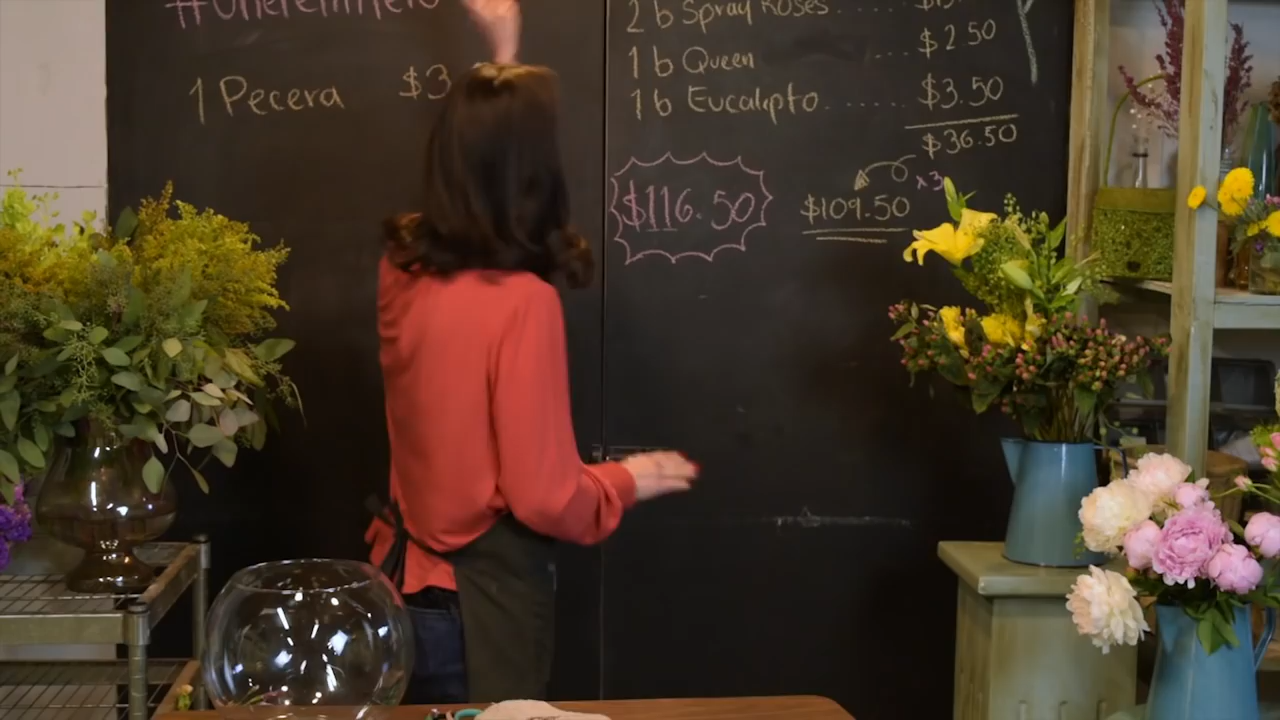 1 Pecera $3
2 b Spray Roses ......
1 b Queen ... $2.50
1 b Eucalipto ...... $3.50
$36.50
x3
$116.50 $109.50